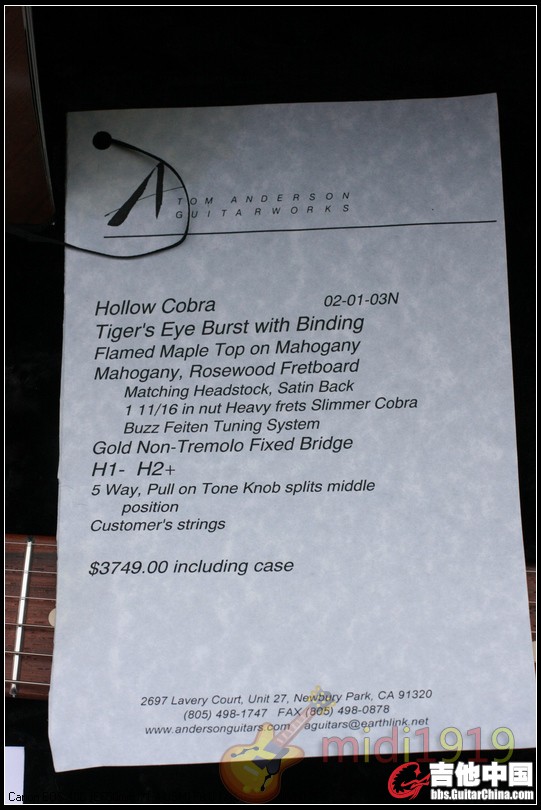 TOM ANDERSON
GUITARWORKS
Hollow Cobra 02-01-03N
Tiger's Eye Burst with Binding
Flamed Maple Top on Mahogany
Mahogany, Rosewood Fretboard
Matching Headstock, Satin Back
1 11/16 in nut Heavy frets Slimmer Cobra
Buzz Feiten Tuning System
Gold Non-Tremolo Fixed Bridge
H1- H2+
5 Way, Pull on Tone Knob splits middle
position
Customer's strings
$3749.00 including case
2697 Lavery Court, Unit 27, Newbury Park, CA 91320
(805) 498-1747 FAX (805) 498-0878
www.andersonguitars.com aguitars@earthlink.net
midi1919
吉他中国
bbs.GuitarChina.com